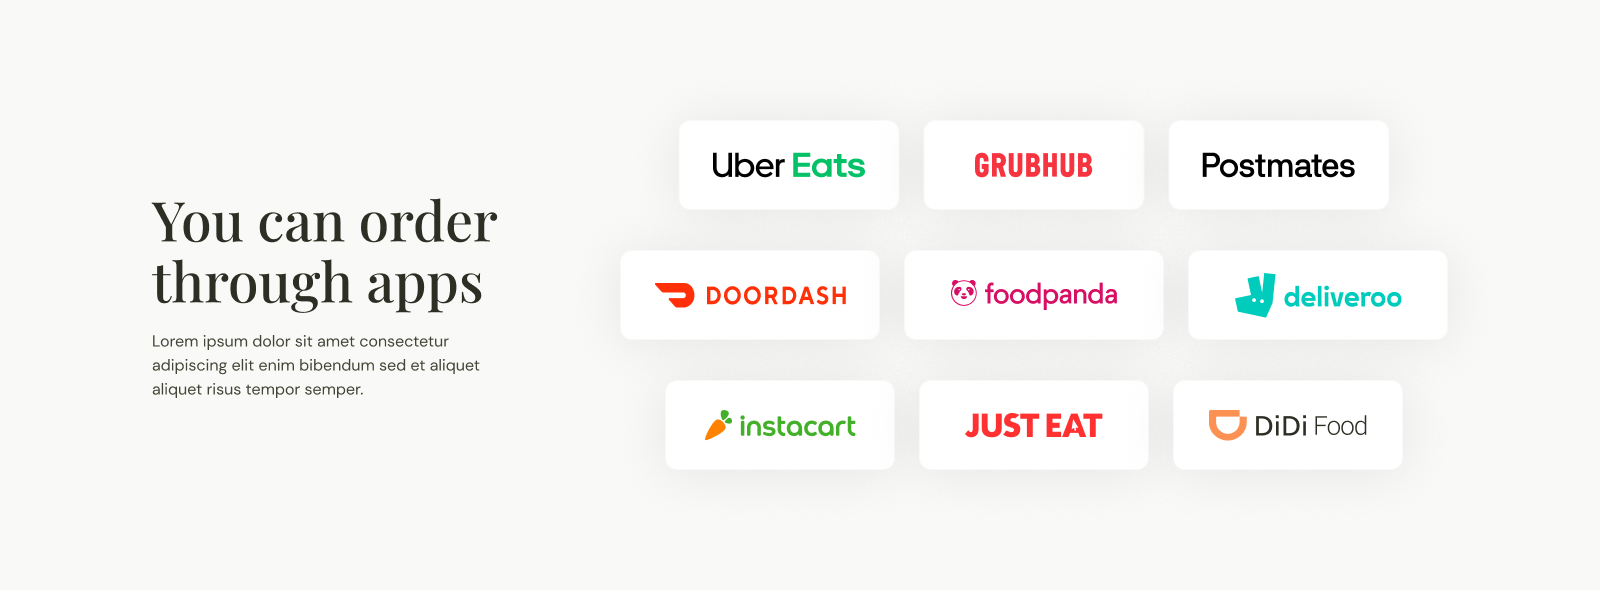 You can order
through apps
Lorem ipsum dolor sit amet consectetur
adipiscing elit enim bibendum sed et aliquet
aliquet risus tempor semper.
Uber Eats
GRUBHUB
Postmates
DOORDASH
foodpanda
deliveroo
instacart
JUST EAT
DiDi Food